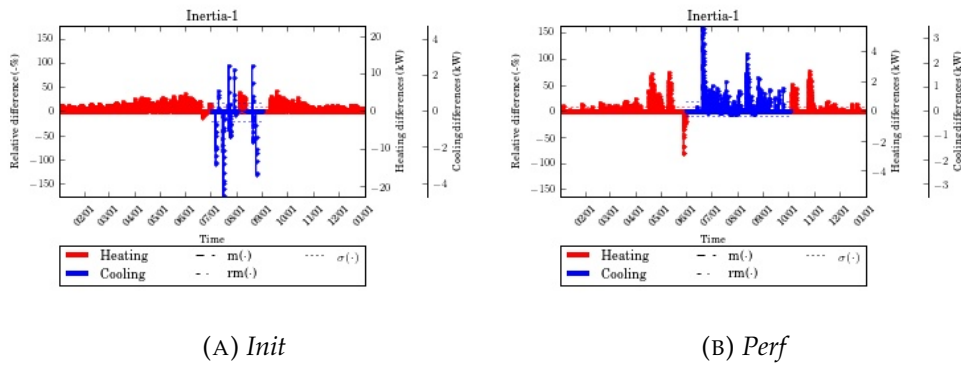 Inertia-1
Relative difference(-%)
150
100
50
0
−50
−100
−150
20
10
0
−10
−20
Heating differences(kW)
4
2
0
−2
−4
Cooling differences(kW)
02/01
03/01
04/01
05/01
06/01
07/01
08/01
09/01
10/01
11/01
12/01
01/01
Time
Heating
m(·)
σ(·)
Cooling
rm(·)
(A) Init
Inertia-1
Relative difference(-%)
150
100
50
0
−50
−100
−150
4
2
0
−2
−4
Heating differences(kW)
3
2
1
0
−1
−2
−3
Cooling differences(kW)
02/01
03/01
04/01
05/01
06/01
07/01
08/01
09/01
10/01
11/01
12/01
01/01
Time
Heating
m(·)
σ(·)
Cooling
rm(·)
(B) Perf